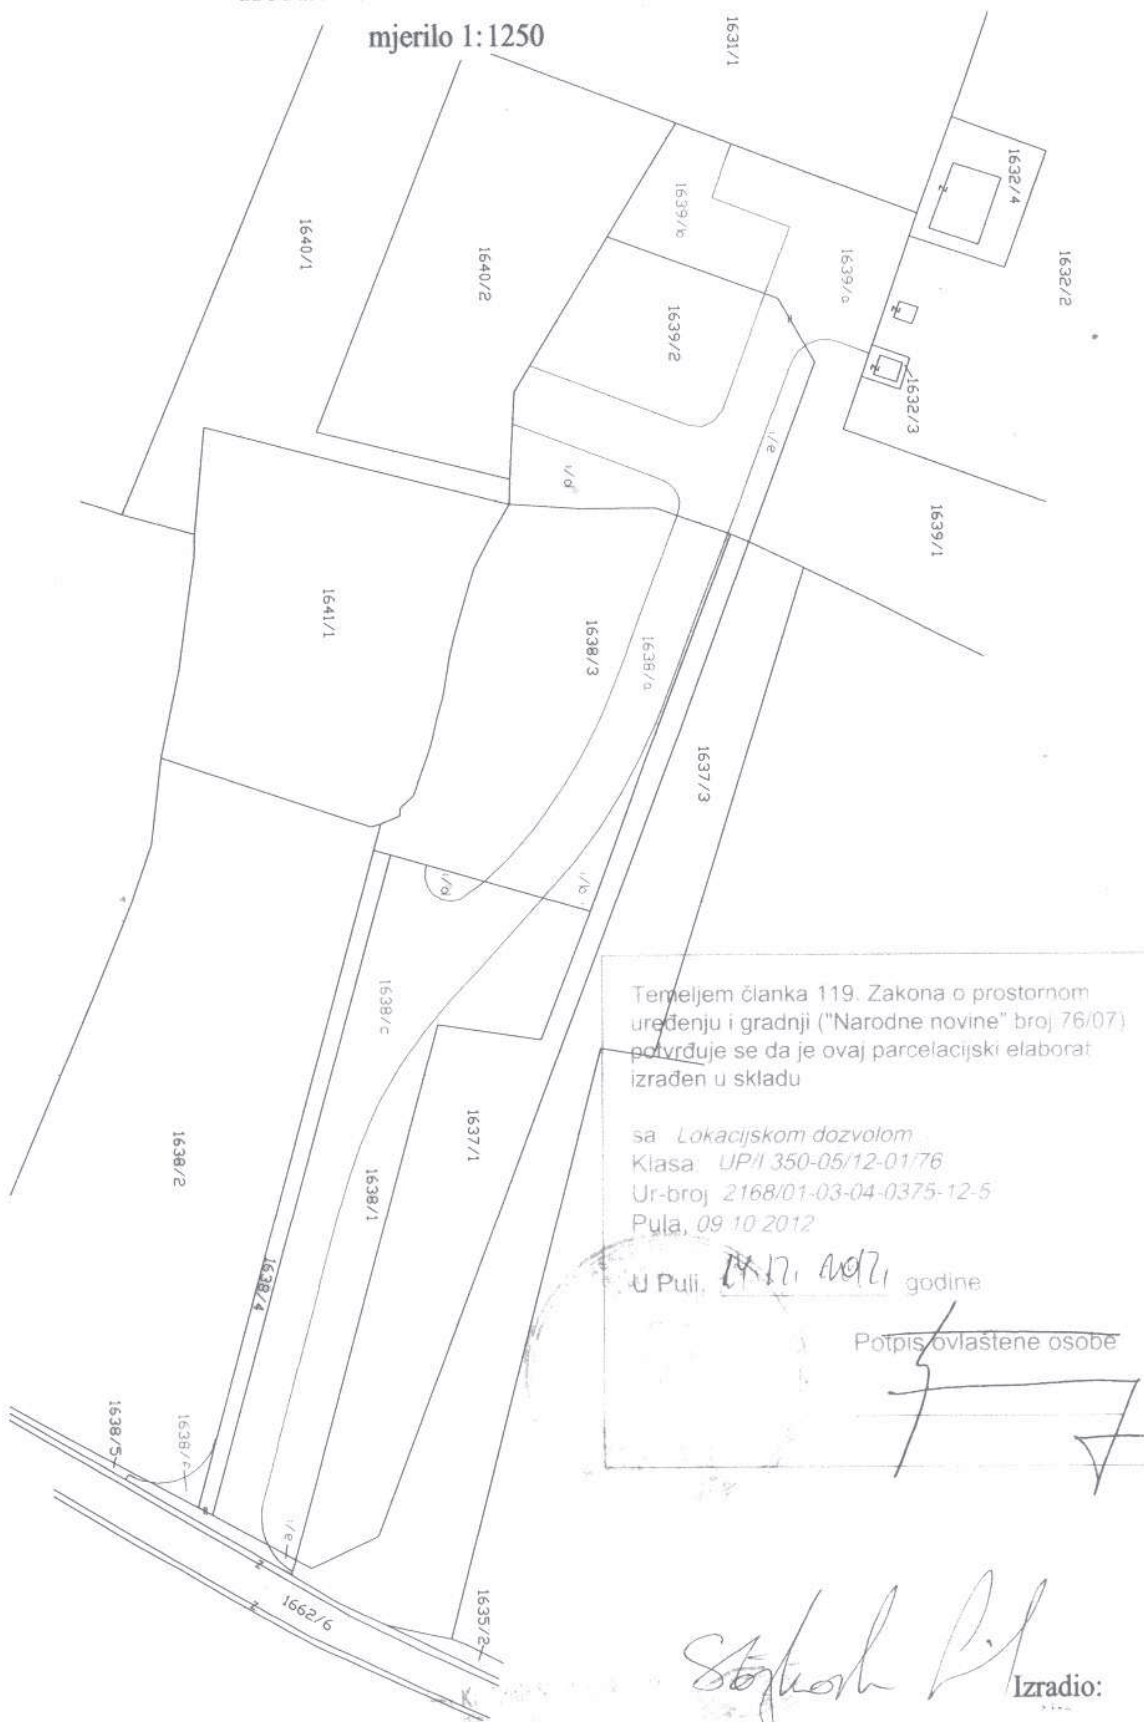 mjerilo 1:1250
1631/1
1632/4
1632/2
1639/b
1639/a
1640/1
1640/2
1639/2
1632/3
1639/1
1641/1
1638/3
1638/a
1637/3
1638/c
Temeljem članka 119. Zakona o prostornom
uređenju i gradnji ("Narodne novine" broj 76/07)
potvrđuje se da je ovaj parcelacijski elaborat
izrađen u skladu
sa Lokacijskom dozvolom
Klasa: UP/I 350-05/12-01/76
Ur-broj 2168/01-03-04-0375-12-5
Pula, 09 10 2012
U Puli, godine
Potpis ovlaštene osobe
1637/1
1638/2
1638/1
1638/4
1638/5
1662/6
1635/2
Izradio: